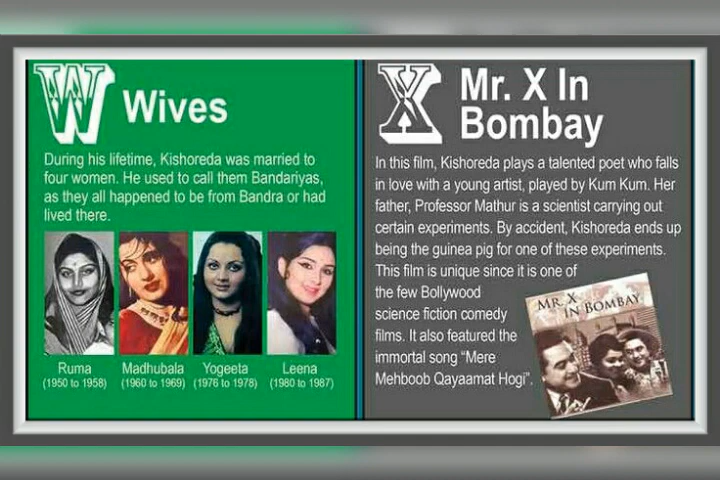 W Wives
During his lifetime, Kishoreda was married to
four women. He used to call them Bandariyas,
as they all happened to be from Bandra or had
lived there.
Ruma
(1950 to 1958)
Madhubala
(1960 to 1969)
Yogeeta
(1976 to 1978)
Leena
(1980 to 1987)
X Mr. X In
Bombay
In this film, Kishoreda plays a talented poet who falls
in love with a young artist, played by Kum Kum. Her
father, Professor Mathur is a scientist carrying out
certain experiments. By accident, Kishoreda ends up
being the guinea pig for one of these experiments.
This film is unique since it is one of
the few Bollywood
science fiction comedy
films. It also featured the
immortal song “Mere
Mehboob Qayaamat Hogi”.
MR. X
IN BOMBAY